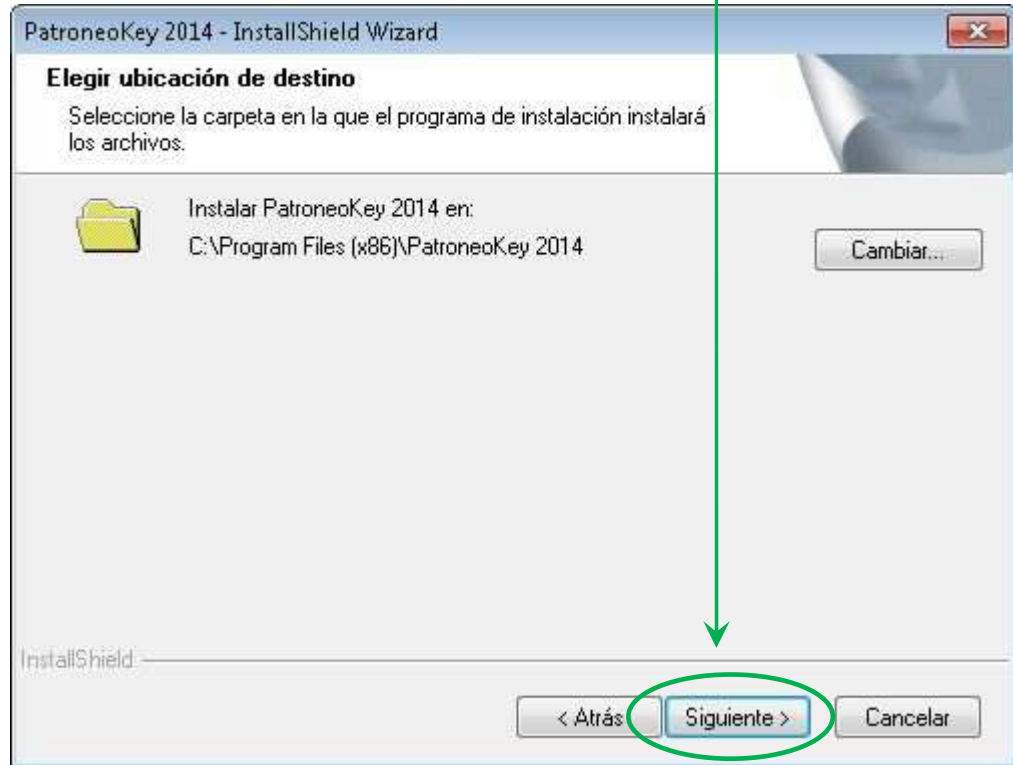 PatroneoKey 2014 - InstallShield Wizard
Elegir ubicación de destino
Seleccione la carpeta en la que el programa de instalación instalará
los archivos.
Instalar PatroneoKey 2014 en:
C:\Program Files (x86)\PatroneoKey 2014
Cambiar...
InstallShield
< Atrás
Siguiente >
Cancelar